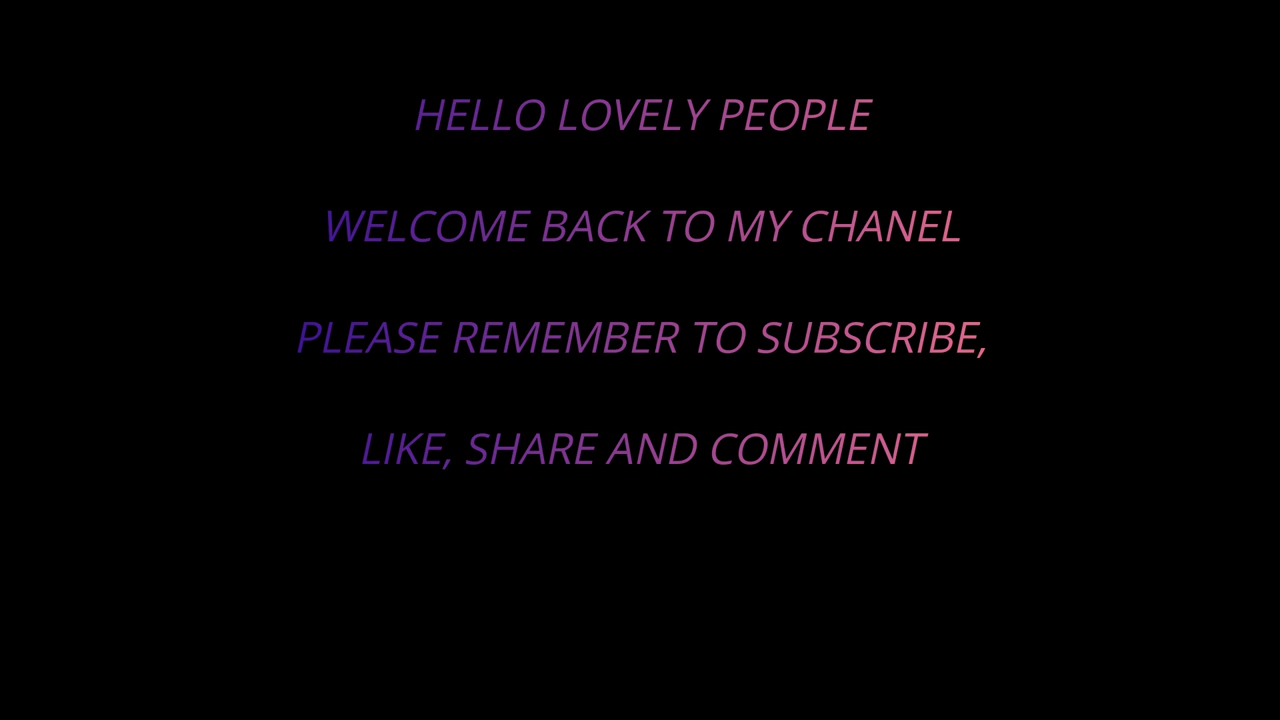 HELLO LOVELY PEOPLE
WELCOME BACK TO MY CHANEL
PLEASE REMEMBER TO SUBSCRIBE,
LIKE, SHARE AND COMMENT